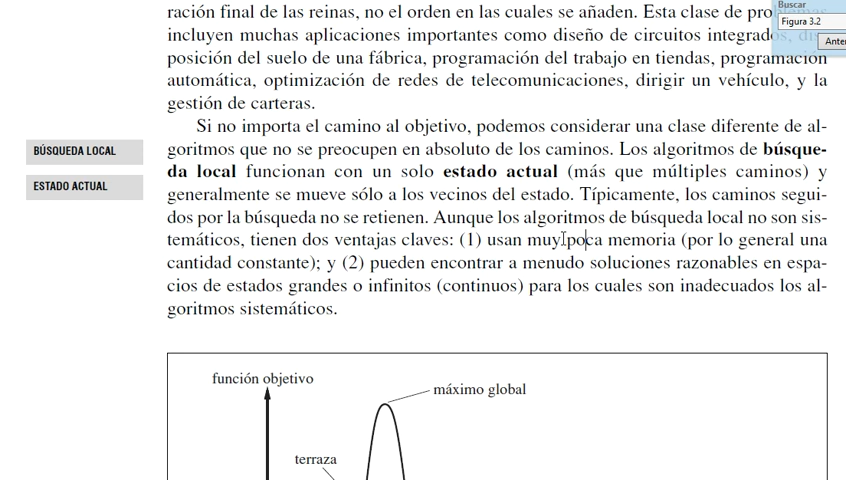 ración final de las reinas, no el orden en las cuales se añaden. Esta clase de
incluyen muchas aplicaciones importantes como diseño de circuitos integrados,
posición del suelo de una fábrica, programación del trabajo en tiendas, programación
automática, optimización de redes de telecomunicaciones, dirigir un vehículo, y la
gestión de carteras.
Si no importa el camino al objetivo, podemos considerar una clase diferente de al-
goritmos que no se preocupen en absoluto de los caminos. Los algoritmos de búsque-
da local funcionan con un solo estado actual (más que múltiples caminos) y
generalmente se mueve sólo a los vecinos del estado. Típicamente, los caminos segui-
dos por la búsqueda no se retienen. Aunque los algoritmos de búsqueda local no son sis-
temáticos, tienen dos ventajas claves: (1) usan muy poca memoria (por lo general una
cantidad constante); y (2) pueden encontrar a menudo soluciones razonables en espa-
cios de estados grandes o infinitos (continuos) para los cuales son inadecuados los al-
goritmos sistemáticos.
BÚSQUEDA LOCAL
ESTADO ACTUAL
Buscar
Figura 3.2
Anter
función objetivo
máximo global
terraza